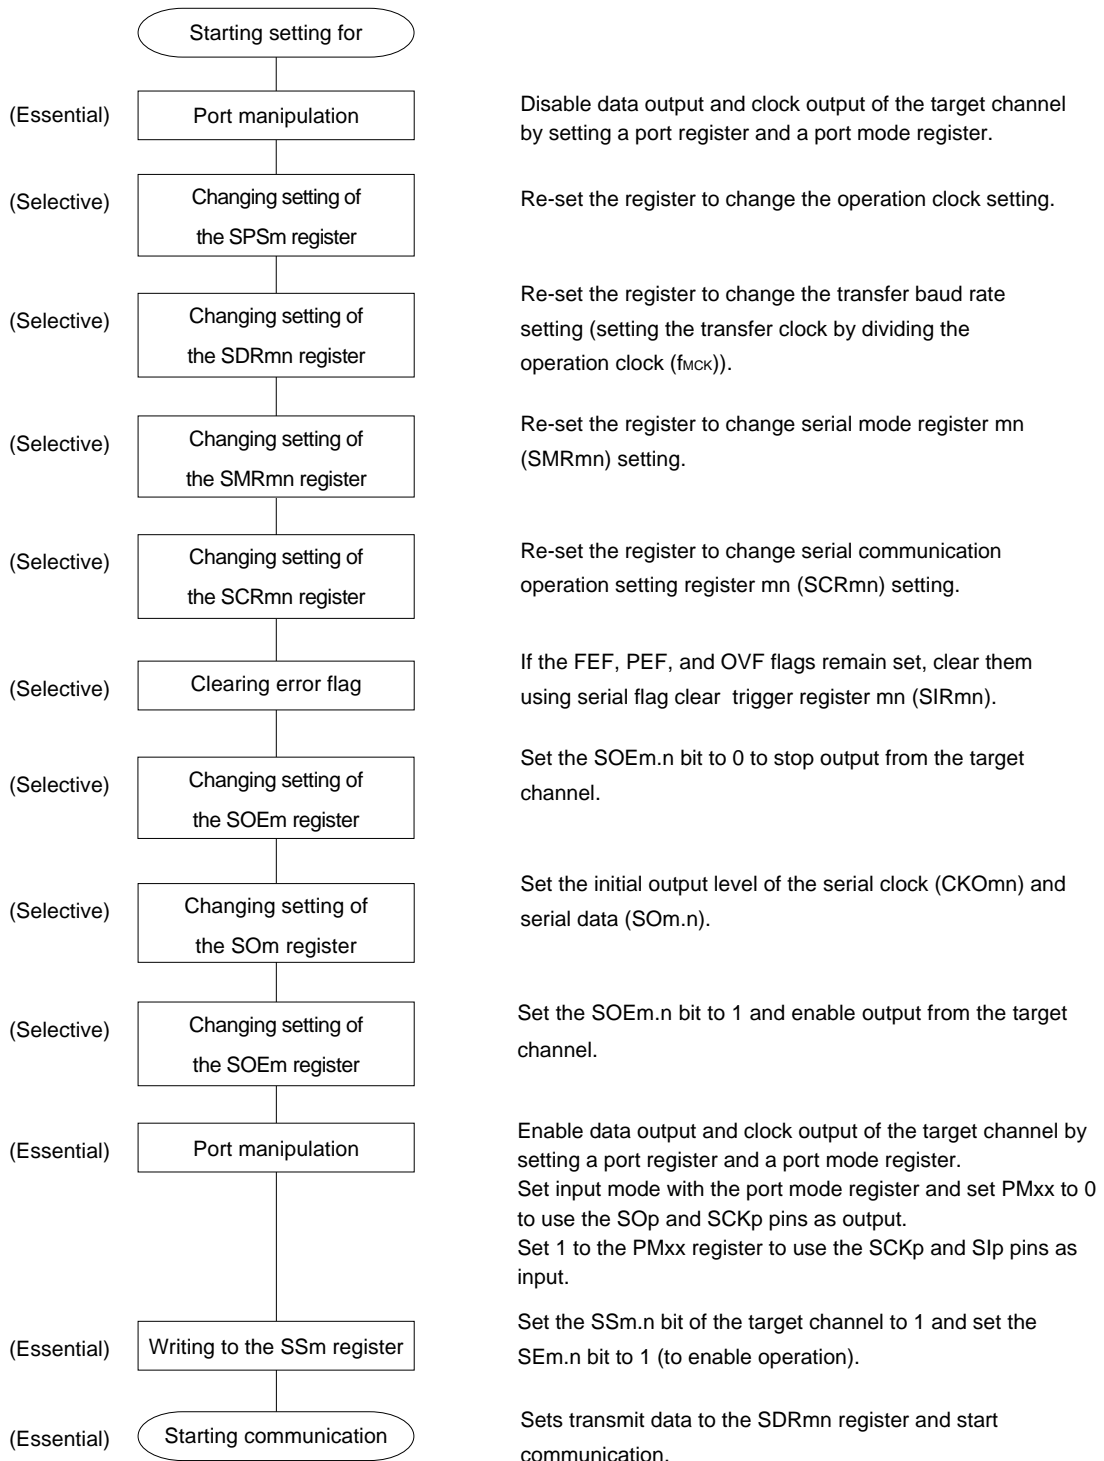 Starting setting for
(Essential)
Port manipulation
Disable data output and clock output of the target channel
by setting a port register and a port mode register.
(Selective)
Changing setting of
the SPSm register
Re-set the register to change the operation clock setting.
(Selective)
Changing setting of
the SDRmn register
Re-set the register to change the transfer baud rate
setting (setting the transfer clock by dividing the
operation clock (fMCK)).
(Selective)
Changing setting of
the SMRmn register
Re-set the register to change serial mode register mn
(SMRmn) setting.
(Selective)
Changing setting of
the SCRmn register
Re-set the register to change serial communication
operation setting register mn (SCRmn) setting.
(Selective)
Clearing error flag
If the FEF, PEF, and OVF flags remain set, clear them
using serial flag clear  trigger register mn (SIRmn).
(Selective)
Changing setting of
the SOEm register
Set the SOEm.n bit to 0 to stop output from the target
channel.
(Selective)
Changing setting of
the SOm register
Set the initial output level of the serial clock (CKOmn) and
serial data (SOm.n).
(Selective)
Changing setting of
the SOEm register
Set the SOEm.n bit to 1 and enable output from the target
channel.
(Essential)
Port manipulation
Enable data output and clock output of the target channel by
setting a port register and a port mode register.
Set input mode with the port mode register and set PMxx to 0
to use the SOp and SCKp pins as output.
Set 1 to the PMxx register to use the SCKp and SIp pins as
input.
(Essential)
Writing to the SSm register
Set the SSm.n bit of the target channel to 1 and set the
SEm.n bit to 1 (to enable operation).
(Essential)
Starting communication
Sets transmit data to the SDRmn register and start
communication.